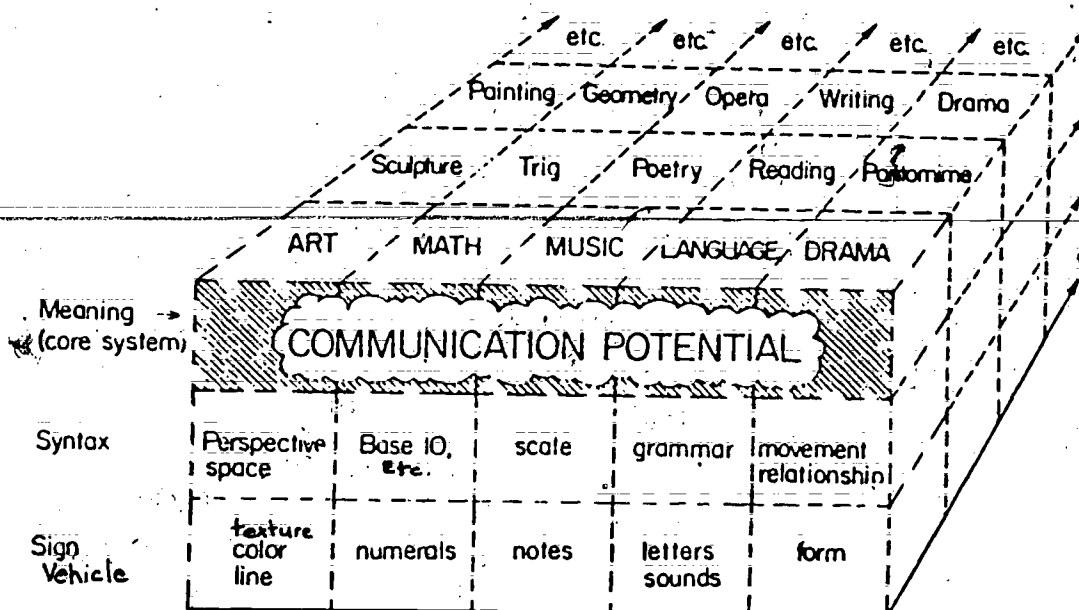 etc. etc. etc. etc. etc.
Painting Geometry Opera Writing Drama
Sculpture Trig Poetry Reading Pantomime
ART MATH MUSIC LANGUAGE DRAMA
Meaning
(core system)
COMMUNICATION POTENTIAL
Syntax
Perspective
space
Base 10,
etc.
scale
grammar
movement
relationship
Sign
Vehicle
texture
color
line
numerals
notes
letters
sounds
form